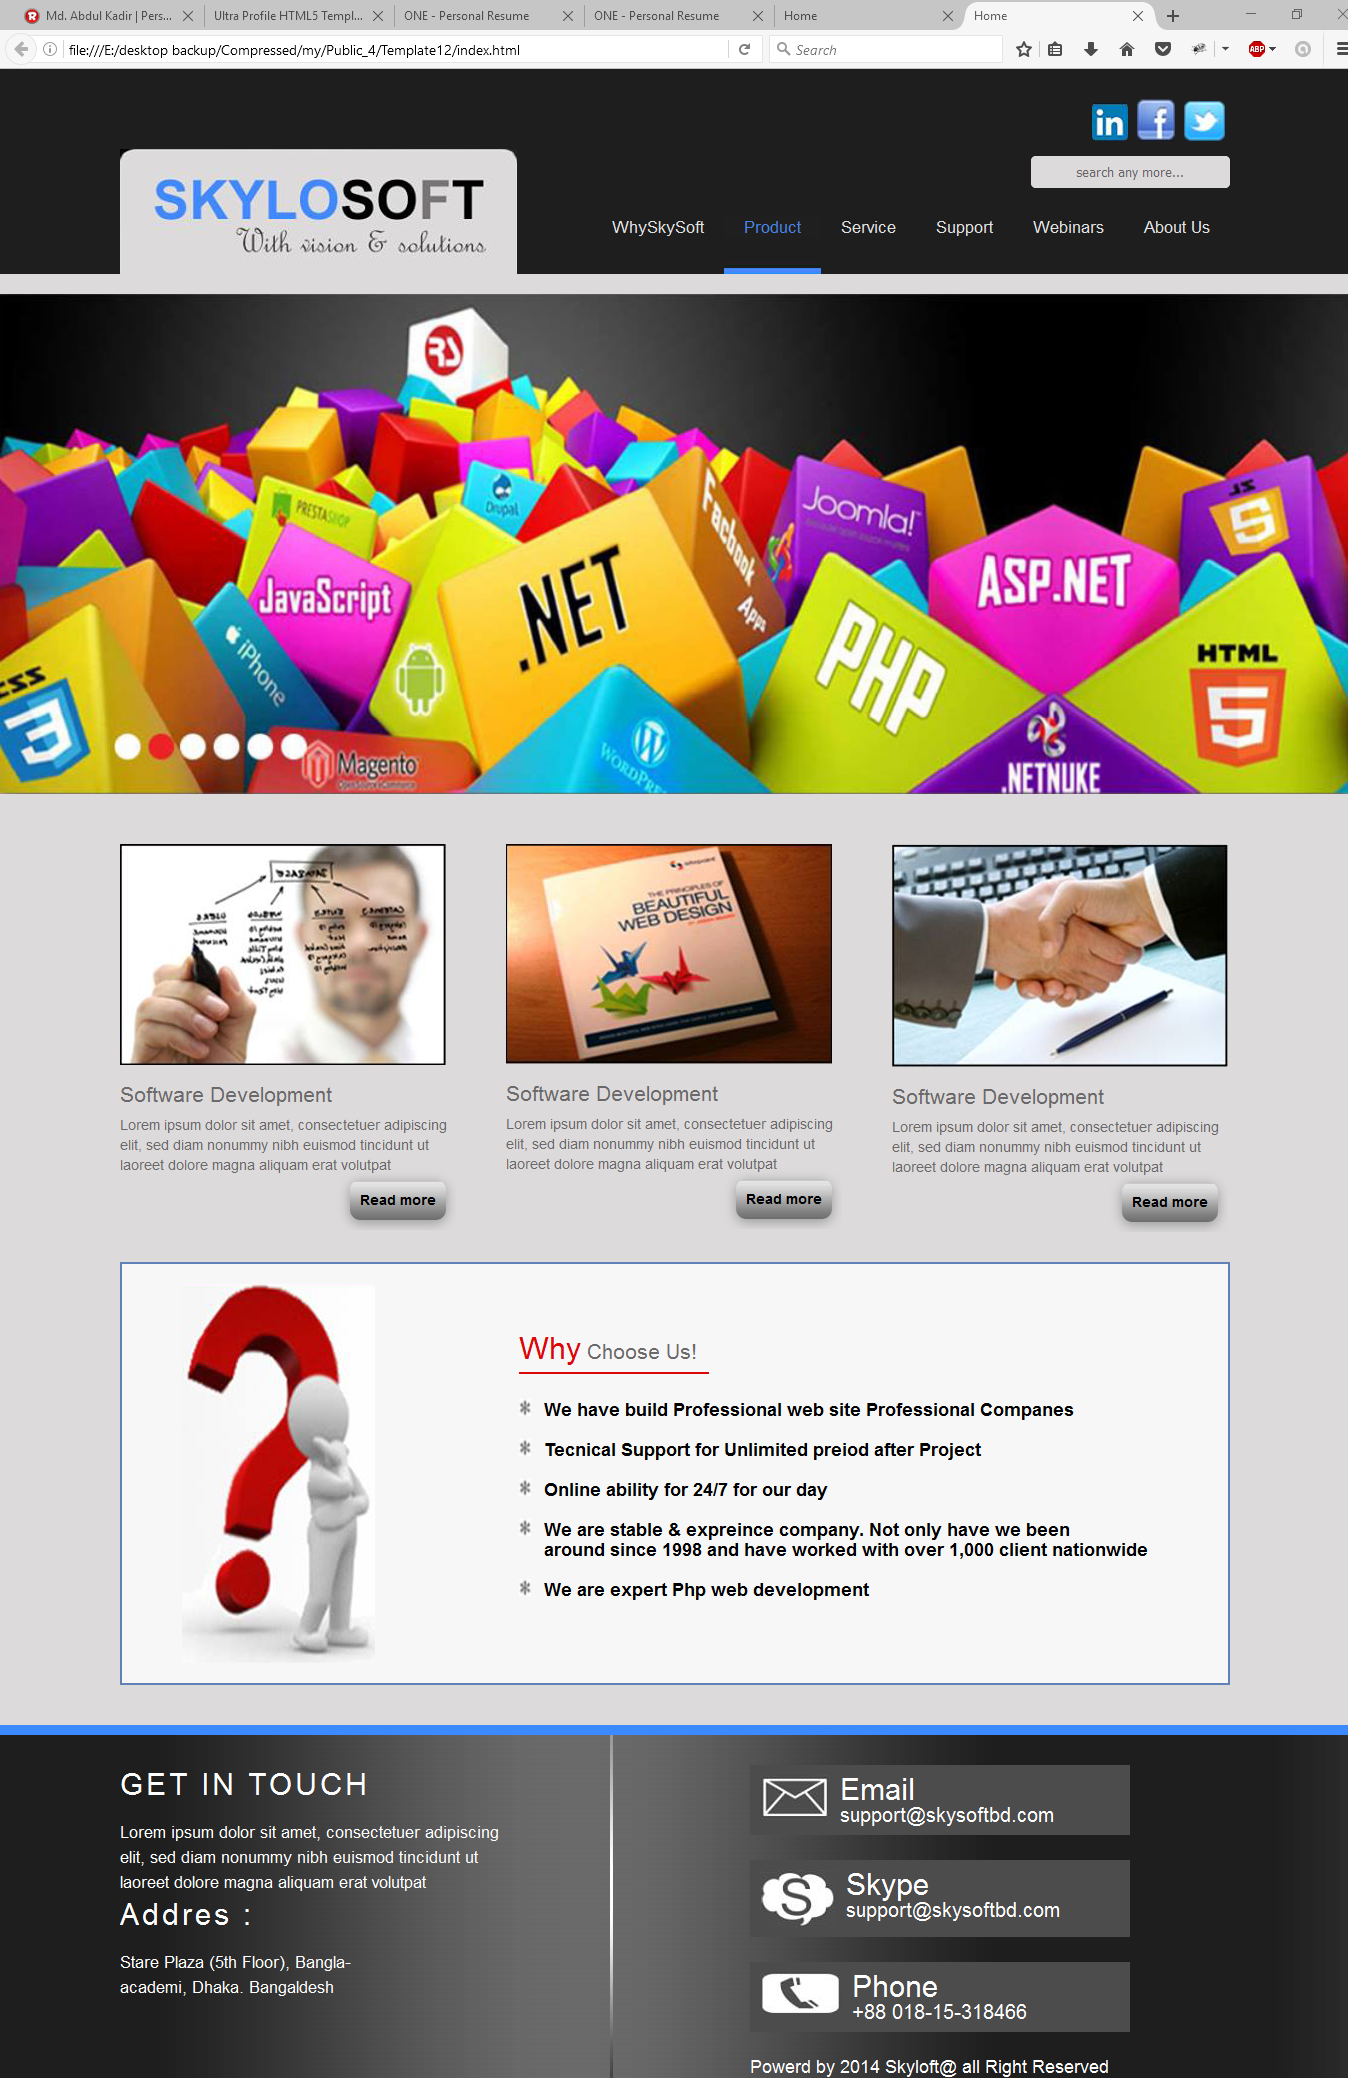 Md. Abdul Kadir | Pers...
Ultra Profile HTML5 Templ...
ONE - Personal Resume
ONE - Personal Resume
Home
Home
file:///E:/desktop backup/Compressed/my/Public_4/Template12/index.html
Search
ABP
in
f
search any more...
SKYLOSOFT
With vision & solutions
WhySkySoft
Product
Service
Support
Webinars
About Us
RS
PRESTASHOP
Drupal
Facbook
Apps
Joomla!
5
JavaScript
.NET
ASP.NET
iPhone
PHP
HTML
5
CSS
3
WORDPRE
Magento
.NETNUKE
THE PRINCIPLES OF
BEAUTIFUL
WEB DESIGN
Software Development
Lorem ipsum dolor sit amet, consectetuer adipiscing
elit, sed diam nonummy nibh euismod tincidunt ut
laoreet dolore magna aliquam erat volutpat
Read more
Software Development
Lorem ipsum dolor sit amet, consectetuer adipiscing
elit, sed diam nonummy nibh euismod tincidunt ut
laoreet dolore magna aliquam erat volutpat
Read more
Software Development
Lorem ipsum dolor sit amet, consectetuer adipiscing
elit, sed diam nonummy nibh euismod tincidunt ut
laoreet dolore magna aliquam erat volutpat
Read more
Why Choose Us!
We have build Professional web site Professional Companes
Tecnical Support for Unlimited preiod after Project
Online ability for 24/7 for our day
We are stable & expreince company. Not only have we been
around since 1998 and have worked with over 1,000 client nationwide
We are expert Php web development
GET IN TOUCH
Lorem ipsum dolor sit amet, consectetuer adipiscing
elit, sed diam nonummy nibh euismod tincidunt ut
laoreet dolore magna aliquam erat volutpat
Addres :
Stare Plaza (5th Floor), Bangla-
academi, Dhaka. Bangaldesh
Email
support@skysoftbd.com
S
Skype
support@skysoftbd.com
Phone
+88 018-15-318466
Powerd by 2014 Skyloft@ all Right Reserved